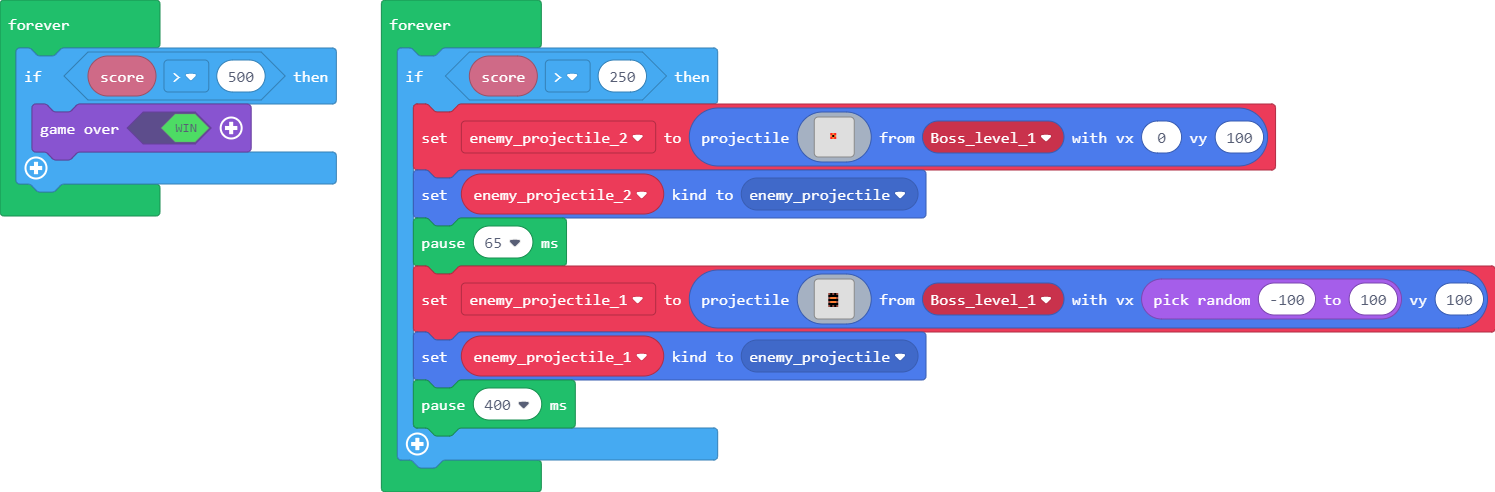 forever
if score > 500 then
game over WIN
forever
if score > 250 then
set enemy_projectile_2 to projectile from Boss_level_1 with vx 0 vy 100
set enemy_projectile_2 kind to enemy_projectile
pause 65 ms
set enemy_projectile_1 to projectile from Boss_level_1 with vx pick random -100 to 100 vy 100
set enemy_projectile_1 kind to enemy_projectile
pause 400 ms